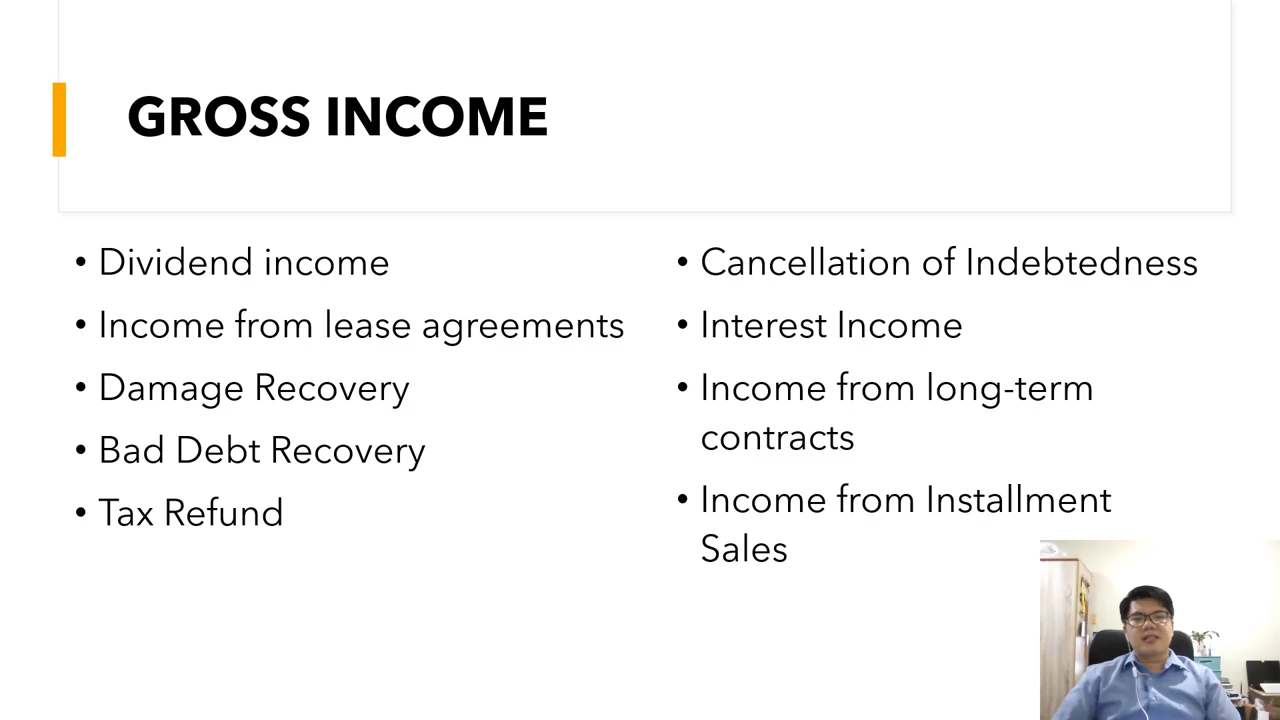 GROSS INCOME
• Dividend income
• Income from lease agreements
• Damage Recovery
• Bad Debt Recovery
• Tax Refund
• Cancellation of Indebtedness
• Interest Income
• Income from long-term
contracts
• Income from Installment
Sales